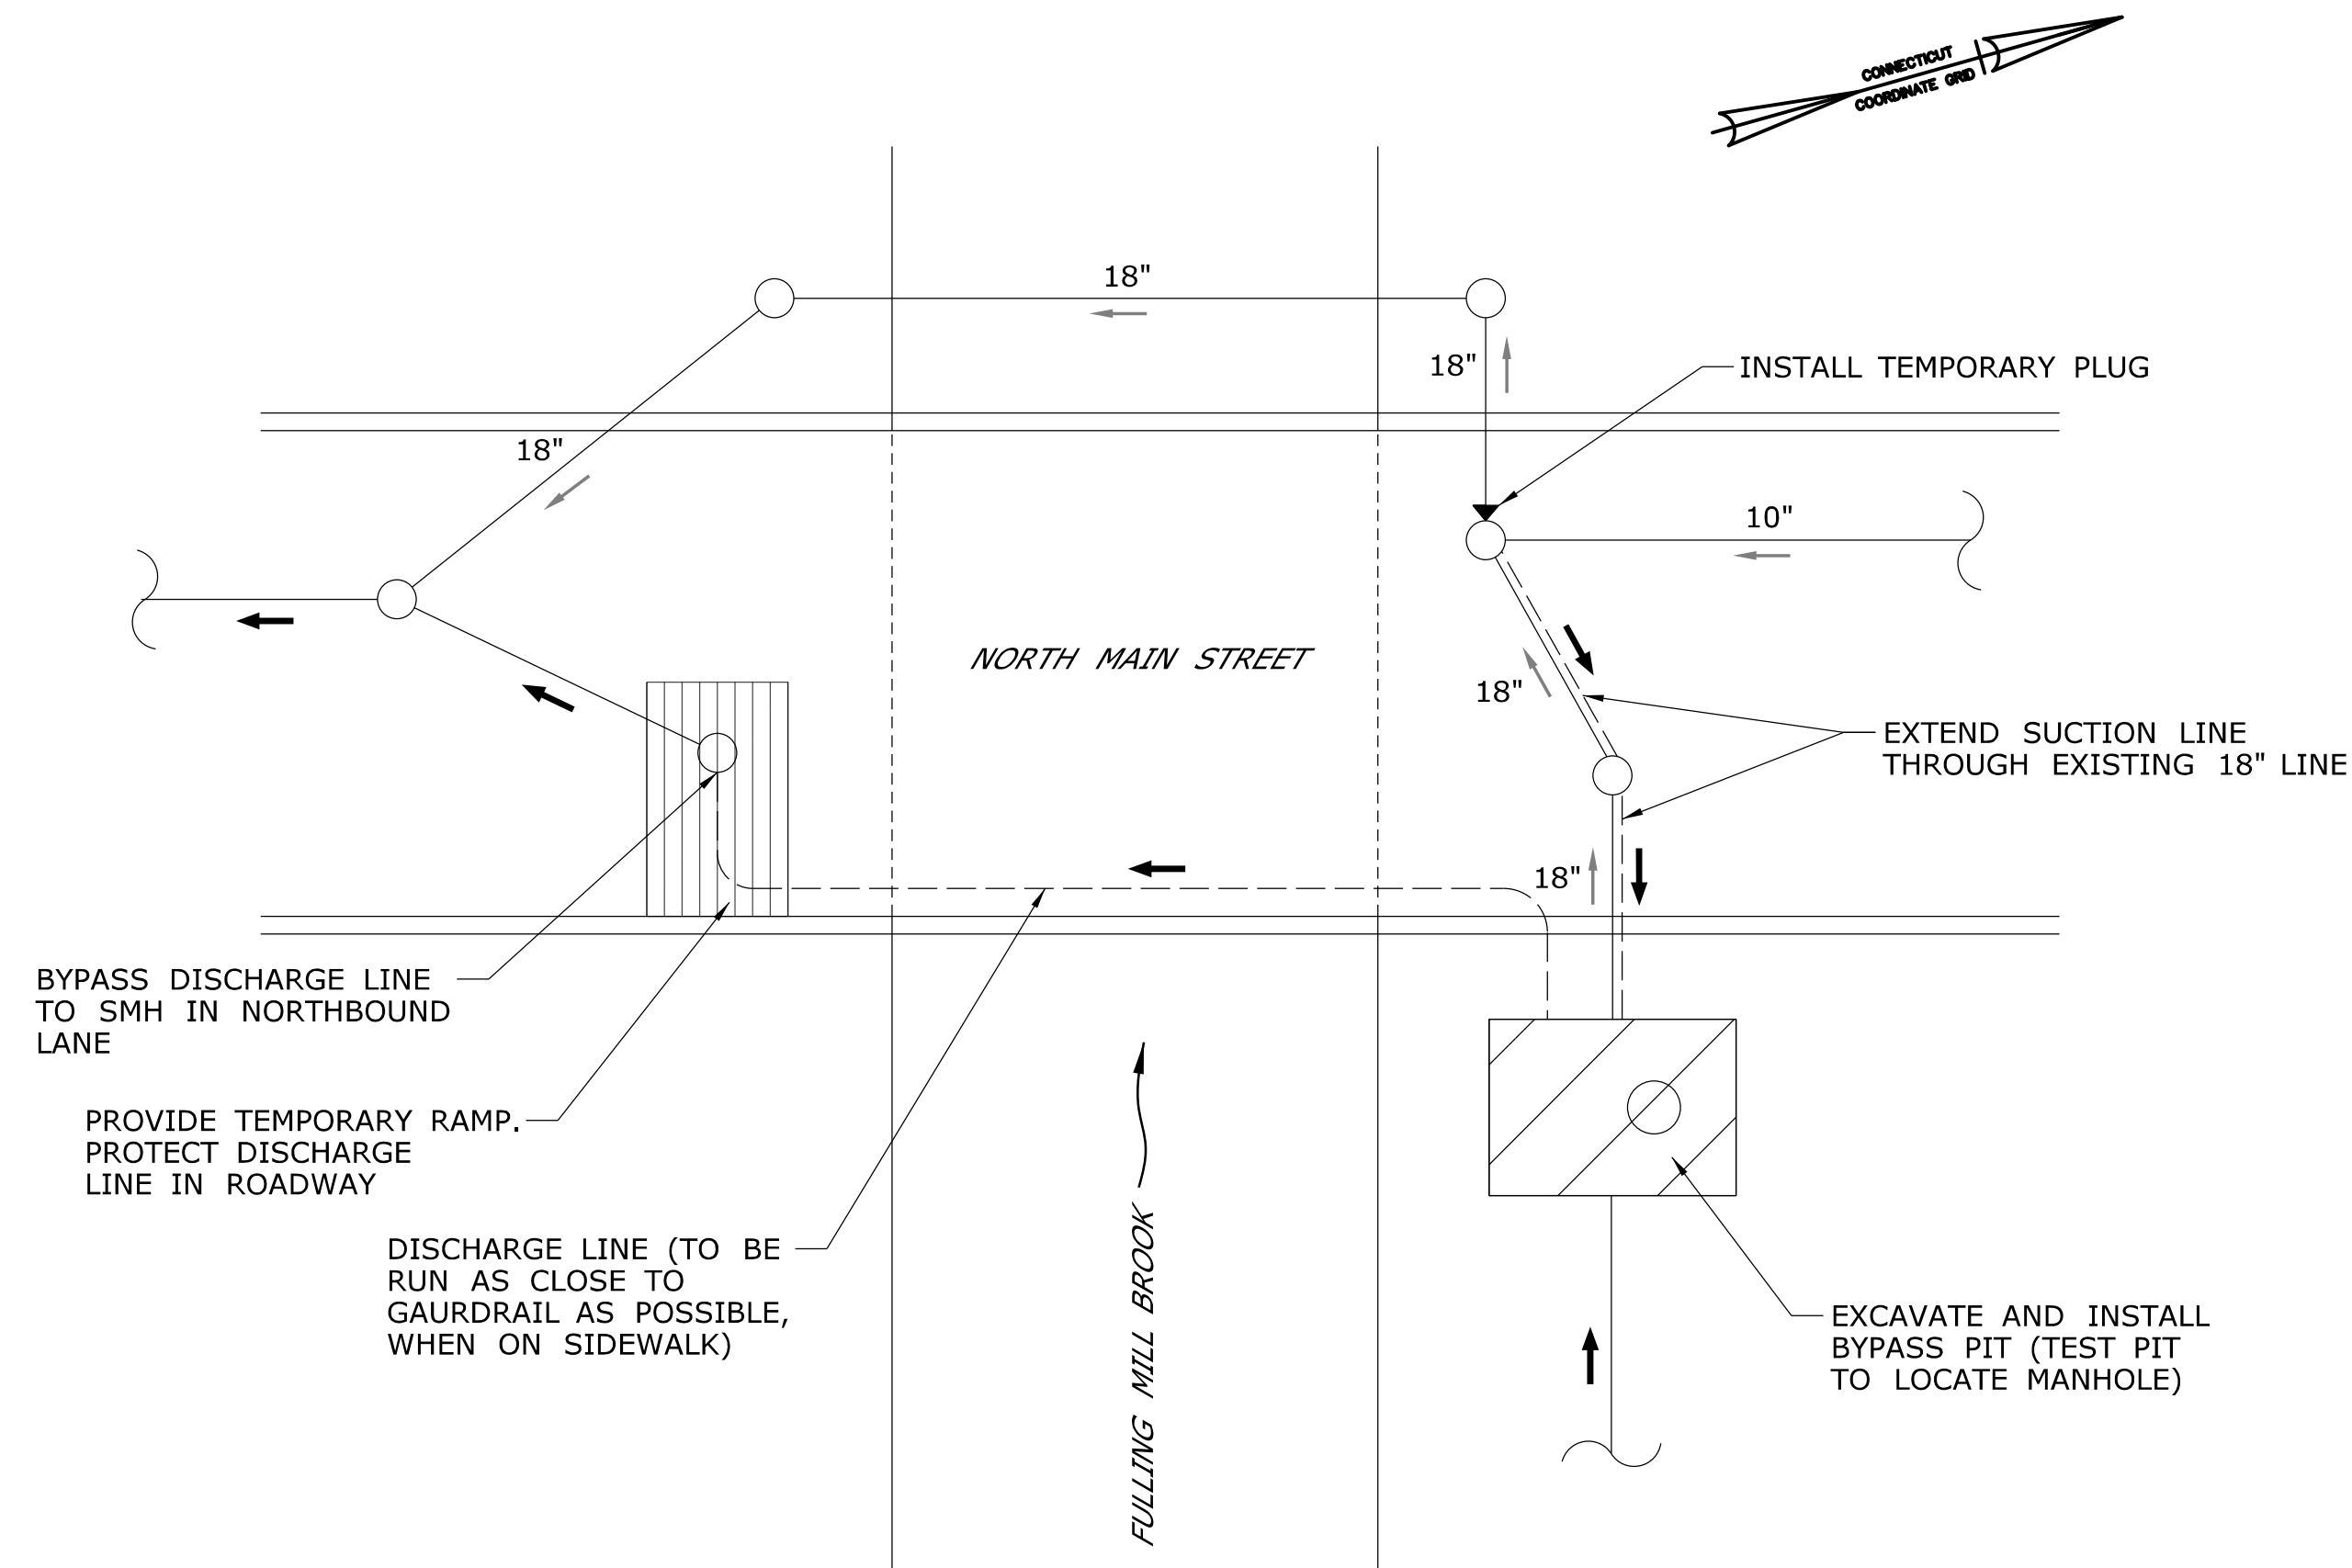 CONNECTICUT
COORDINATE GRID
18"
18"
INSTALL TEMPORARY PLUG
18"
10"
NORTH MAIN STREET
18"
EXTEND SUCTION LINE
THROUGH EXISTING 18" LINE
18"
BYPASS DISCHARGE LINE
TO SMH IN NORTHBOUND
LANE
PROVIDE TEMPORARY RAMP.
PROTECT DISCHARGE
LINE IN ROADWAY
DISCHARGE LINE (TO BE
RUN AS CLOSE TO
GAURDRAIL AS POSSIBLE,
WHEN ON SIDEWALK)
FULLING MILL BROOK
EXCAVATE AND INSTALL
BYPASS PIT (TEST PIT
TO LOCATE MANHOLE)